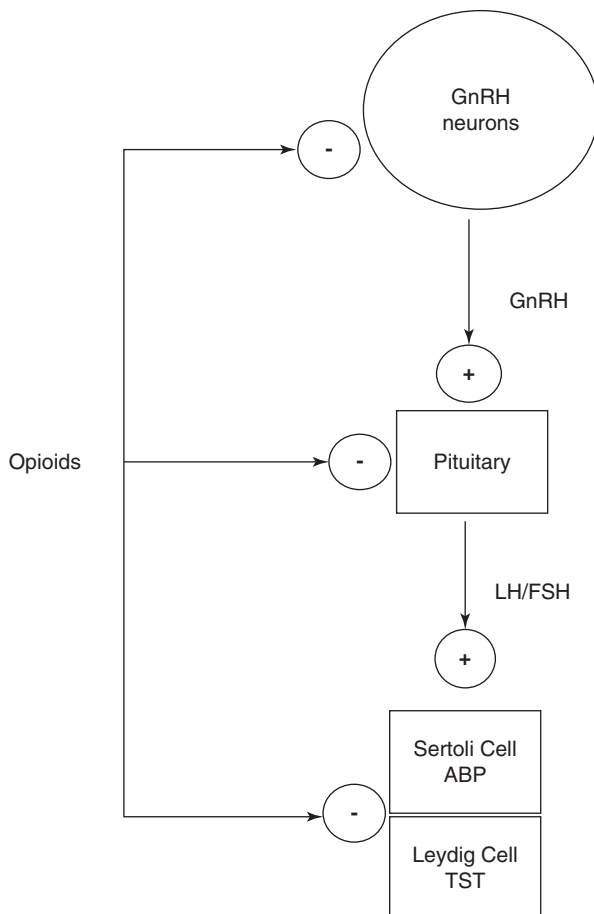 GnRH
neurons
-
GnRH
+
Opioids
-
Pituitary
LH/FSH
+
Sertoli Cell
ABP
-
Leydig Cell
TST